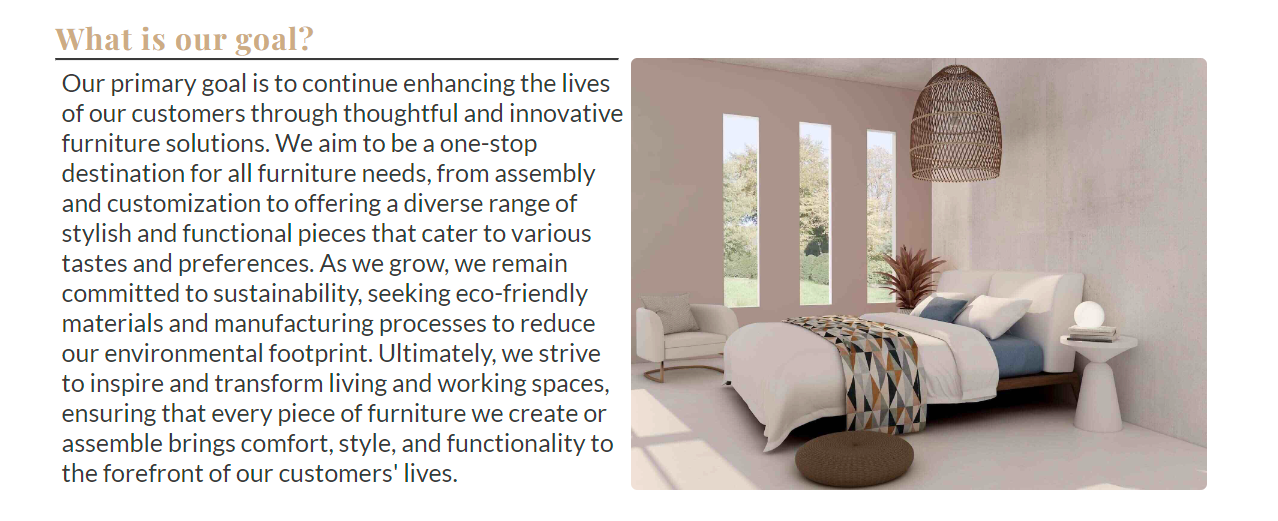 What is our goal?
Our primary goal is to continue enhancing the lives
of our customers through thoughtful and innovative
furniture solutions. We aim to be a one-stop
destination for all furniture needs, from assembly
and customization to offering a diverse range of
stylish and functional pieces that cater to various
tastes and preferences. As we grow, we remain
committed to sustainability, seeking eco-friendly
materials and manufacturing processes to reduce
our environmental footprint. Ultimately, we strive
to inspire and transform living and working spaces,
ensuring that every piece of furniture we create or
assemble brings comfort, style, and functionality to
the forefront of our customers' lives.